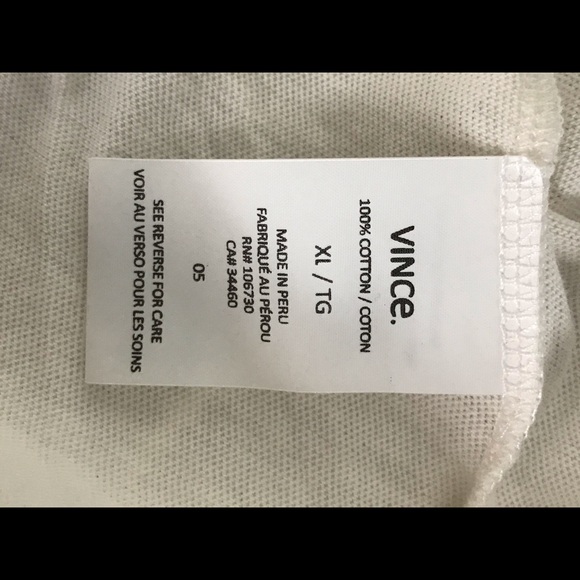 VINCE.
100% COTTON / COTON
XL / TG
MADE IN PERU
FABRIQUÉ AU PÉROU
RN# 106730
CA# 34460
05
SEE REVERSE FOR CARE
VOIR AU VERSO POUR LES SOINS